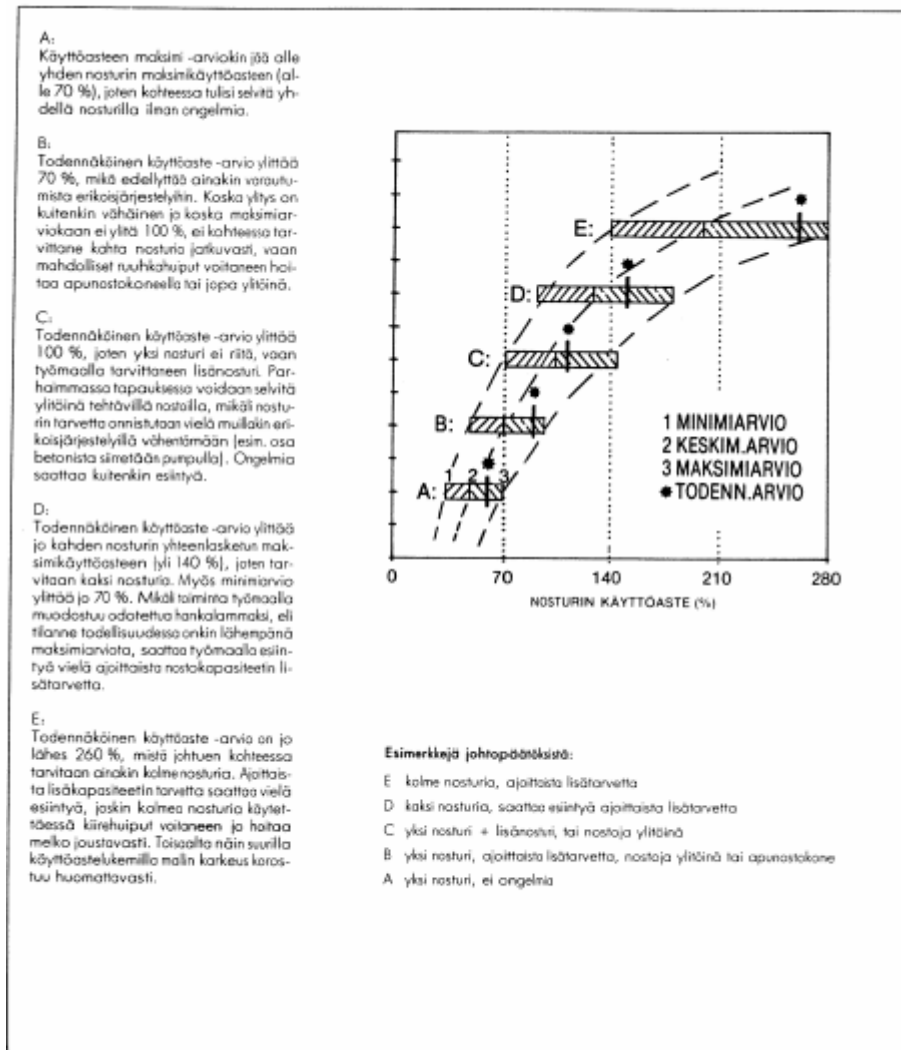 A:
Käyttöasteen maksimi -arviokin jää alle
yhden nosturin maksimikäyttöasteen (al-
le 70 %), joten kohteessa tulisi selvitä yh-
dellä nosturilla ilman ongelmia.
B:
Todennäköinen käyttöaste -arvio ylittää
70 %, mikä edellyttää ainakin varautu-
mista erikoisjärjestelyihin. Koska ylitys on
kuitenkin vähäinen ja koska maksimiar-
viokaan ei ylitä 100 %, ei kohteessa tar-
vittane kahta nosturia jatkuvasti, vaan
mahdolliset ruuhkahuiput voitaneen hoi-
taa apunostokoneella tai jopa ylitöinä.
C:
Todennäköinen käyttöaste -arvio ylittää
100 %, joten yksi nosturi ei riitä, vaan
työmaalla tarvittaneen lisänosturi. Par-
haimmassa tapauksessa voidaan selvitä
ylitöinä tehtävillä nostoilla, mikäli nostu-
rin tarvetta onnistutaan vielä muillakin eri-
koisjärjestelyillä vähentämään (esim. osa
betonista siirretään pumpulla). Ongelmia
saattaa kuitenkin esiintyä.
D:
Todennäköinen käyttöaste -arvio ylittää
jo kahden nosturin yhteenlasketun mak-
simikäyttöasteen (yli 140 %), joten tar-
vitaan kaksi nosturia. Myös minimiarvio
ylittää jo 70 %. Mikäli toiminta työmaalla
muodostuu odotettua hankalammaksi, eli
tilanne todellisuudessa onkin lähempänä
maksimiarviota, saattaa työmaalla esiin-
tyä vielä ajoittaista nostokapasiteetin li-
sätarvetta.
E:
Todennäköinen käyttöaste -arvio on jo
lähes 260 %, mistä johtuen kohteessa
tarvitaan ainakin kolme nosturia. Ajoittais-
ta lisäkapasiteetin tarvetta saattaa vielä
esiintyä, joskin kolmea nosturia käytet-
täessä kiirehuiput voitaneen jo hoitaa
melko joustavasti. Toisaalta näin suurilla
käyttöastelukemilla malin karkeus koros-
tuu huomattavasti.
E:
D:
C:
B:
A:
1 2 3
1 MINIMIARVIO
2 KESKIM.ARVIO
3 MAKSIMIARVIO
* TODENN.ARVIO
0 70 140 210 280
NOSTURIN KÄYTTÖASTE (%)
Esimerkkejä johtopäätöksistä:
E kolme nosturia, ajoittaista lisätarvetta
D kaksi nosturia, saattaa esiintyä ajoittaista lisätarvetta
C yksi nosturi + lisänosturi, tai nostoja ylitöinä
B yksi nosturi, ajoittaista lisätarvetta, nostoja ylitöinä tai apunostokone
A yksi nosturi, ei ongelmia